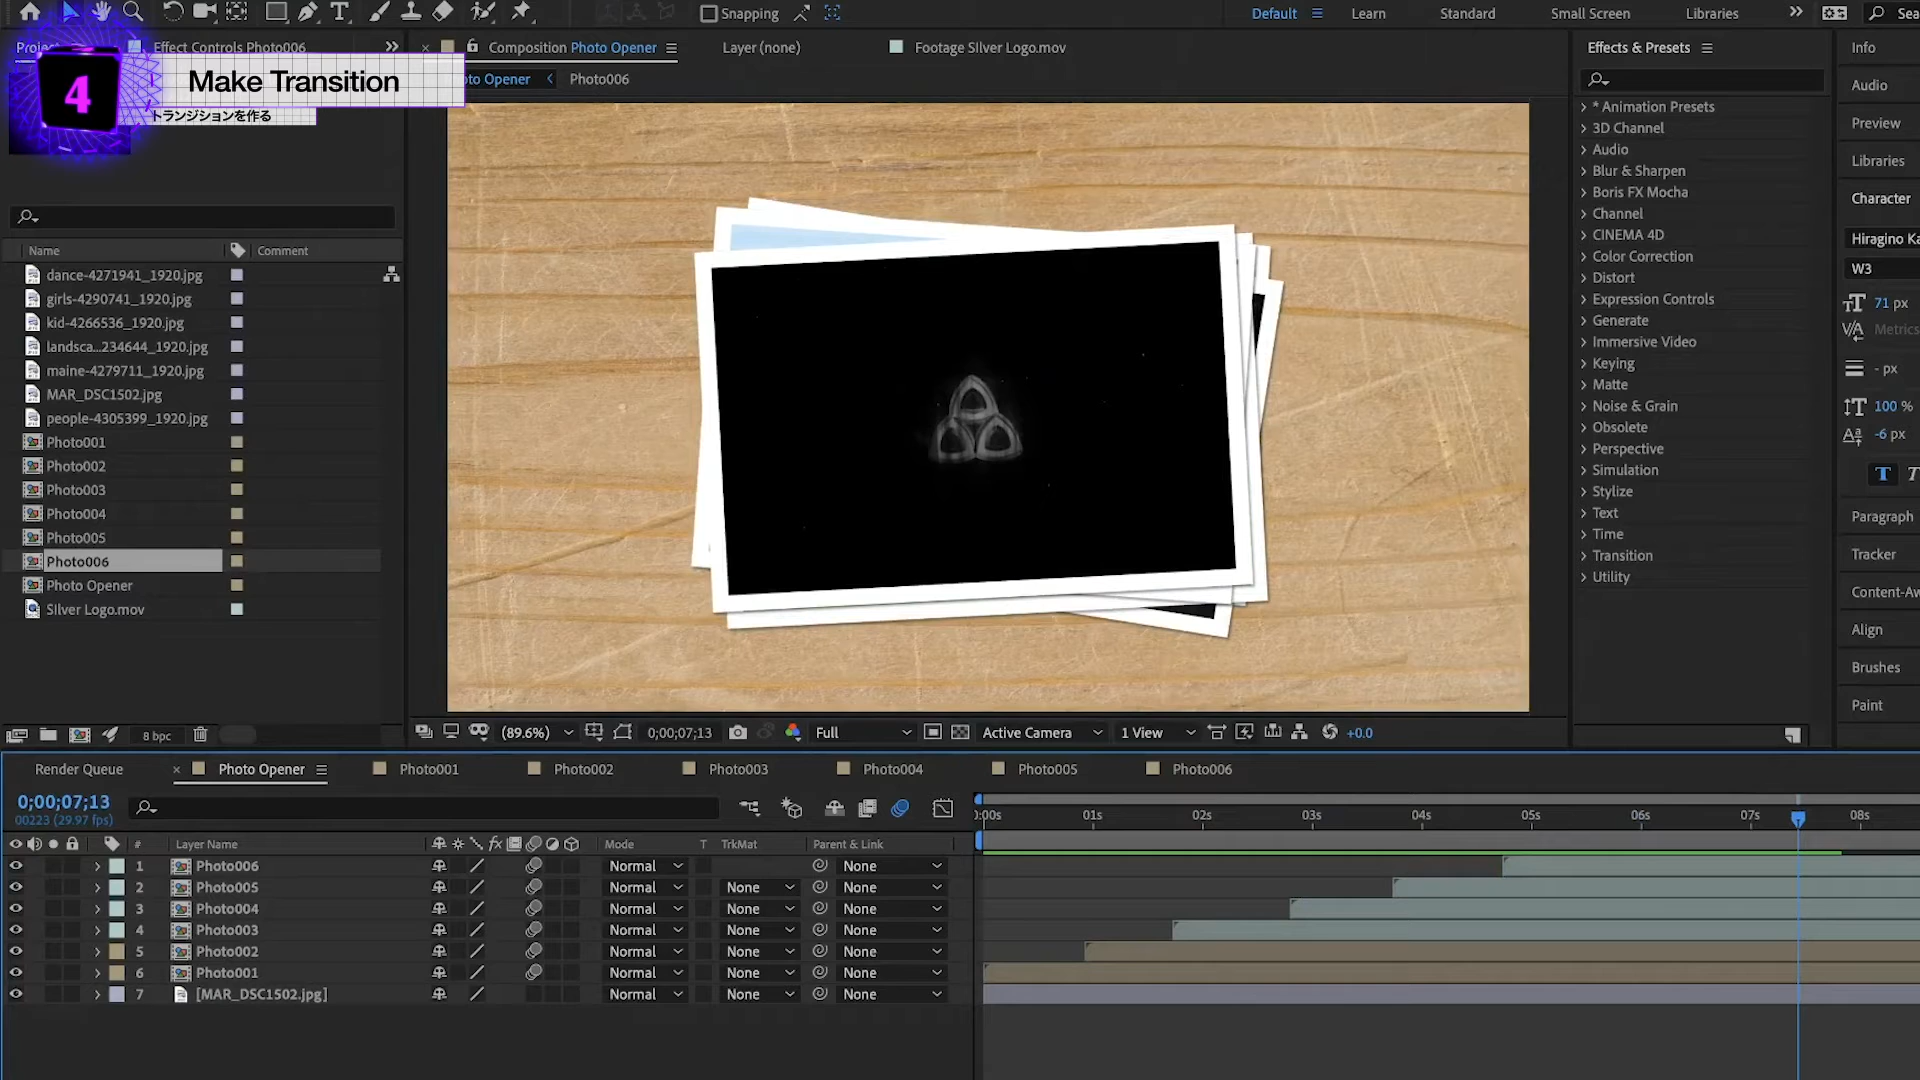 Snapping
Default
Learn
Standard
Small Screen
Libraries
Effect Controls Photo006
Composition Photo Opener
Layer (none)
Footage SIlver Logo.mov
Photo006
4
Make Transition
トランジションを作る
Name
Comment
dance-4271941_1920.jpg
girls-4290741_1920.jpg
kid-4266536_1920.jpg
landsca...234644_1920.jpg
maine-4279711_1920.jpg
MAR_DSC1502.jpg
people-4305399_1920.jpg
Photo001
Photo002
Photo003
Photo004
Photo005
Photo006
Photo Opener
SIlver Logo.mov
8 bpc
(89.6%)
0;00;07;13
Full
Active Camera
1 View
+0.0
Effects & Presets
* Animation Presets
3D Channel
Audio
Blur & Sharpen
Boris FX Mocha
Channel
CINEMA 4D
Color Correction
Distort
Expression Controls
Generate
Immersive Video
Keying
Matte
Noise & Grain
Obsolete
Perspective
Simulation
Stylize
Text
Time
Transition
Utility
Info
Audio
Preview
Libraries
Character
Hiragino Ka
W3
71 px
Metrics
- px
100 %
-6 px
Paragraph
Tracker
Content-Aw
Align
Brushes
Paint
Render Queue
Photo Opener
Photo001
Photo002
Photo003
Photo004
Photo005
Photo006
0;00;07;13
00223 (29.97 fps)
# Layer Name Mode T TrkMat Parent & Link
1 Photo006 Normal None
2 Photo005 Normal None None
3 Photo004 Normal None None
4 Photo003 Normal None None
5 Photo002 Normal None None
6 Photo001 Normal None None
7 [MAR_DSC1502.jpg] Normal None None
01s 02s 03s 04s 05s 06s 07s 08s